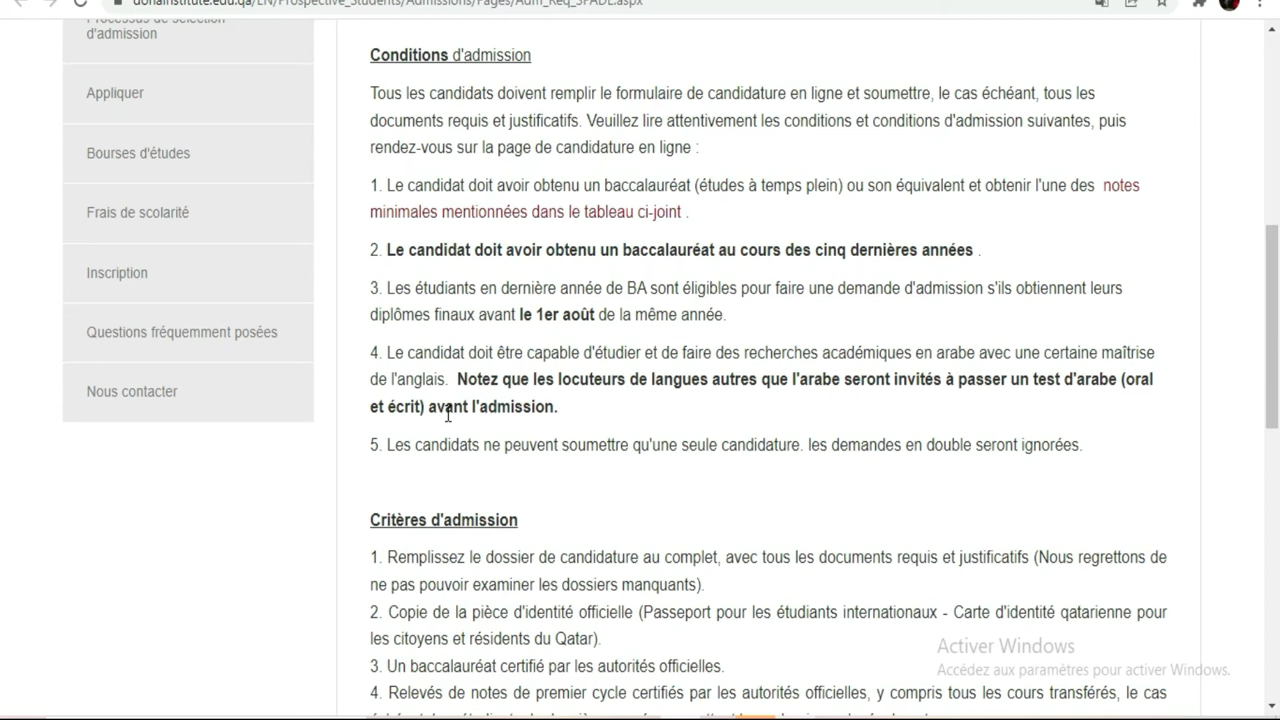 dohainstitute.edu.qa/EN/Prospective_Students/Admissions/Pages/Adm_Req_SPADE.aspx
Processus de sélection
d'admission
Appliquer
Bourses d'études
Frais de scolarité
Inscription
Questions fréquemment posées
Nous contacter
Conditions d'admission
Tous les candidats doivent remplir le formulaire de candidature en ligne et soumettre, le cas échéant, tous les
documents requis et justificatifs. Veuillez lire attentivement les conditions et conditions d'admission suivantes, puis
rendez-vous sur la page de candidature en ligne :
1. Le candidat doit avoir obtenu un baccalauréat (études à temps plein) ou son équivalent et obtenir l'une des notes
minimales mentionnées dans le tableau ci-joint .
2. Le candidat doit avoir obtenu un baccalauréat au cours des cinq dernières années .
3. Les étudiants en dernière année de BA sont éligibles pour faire une demande d'admission s'ils obtiennent leurs
diplômes finaux avant le 1er août de la même année.
4. Le candidat doit être capable d'étudier et de faire des recherches académiques en arabe avec une certaine maîtrise
de l'anglais. Notez que les locuteurs de langues autres que l'arabe seront invités à passer un test d'arabe (oral
et écrit) avant l'admission.
5. Les candidats ne peuvent soumettre qu'une seule candidature. les demandes en double seront ignorées.
Critères d'admission
1. Remplissez le dossier de candidature au complet, avec tous les documents requis et justificatifs (Nous regrettons de
ne pas pouvoir examiner les dossiers manquants).
2. Copie de la pièce d'identité officielle (Passeport pour les étudiants internationaux - Carte d'identité qatarienne pour
les citoyens et résidents du Qatar).
3. Un baccalauréat certifié par les autorités officielles.
4. Relevés de notes de premier cycle certifiés par les autorités officielles, y compris tous les cours transférés, le cas
Activer Windows
Accédez aux paramètres pour activer Windows.